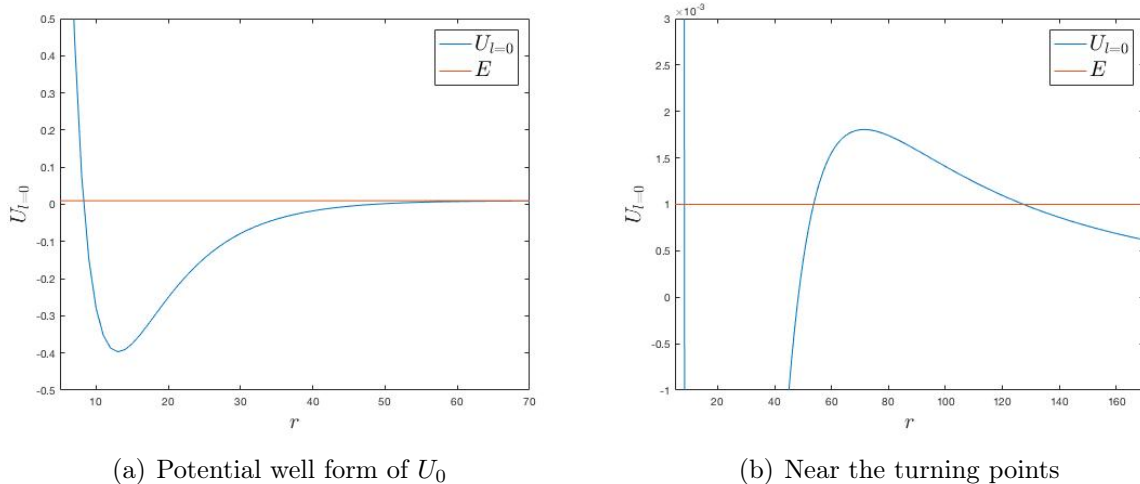 0.5
0.4
0.3
0.2
0.1
0
-0.1
-0.2
-0.3
-0.4
-0.5
10 20 30 40 50 60 70
U_{l=0}
r
U_{l=0}
E
×10^{-3}
3
2.5
2
1.5
1
0.5
0
-0.5
-1
20 40 60 80 100 120 140 160
U_{l=0}
r
U_{l=0}
E
(a) Potential well form of U_0
(b) Near the turning points